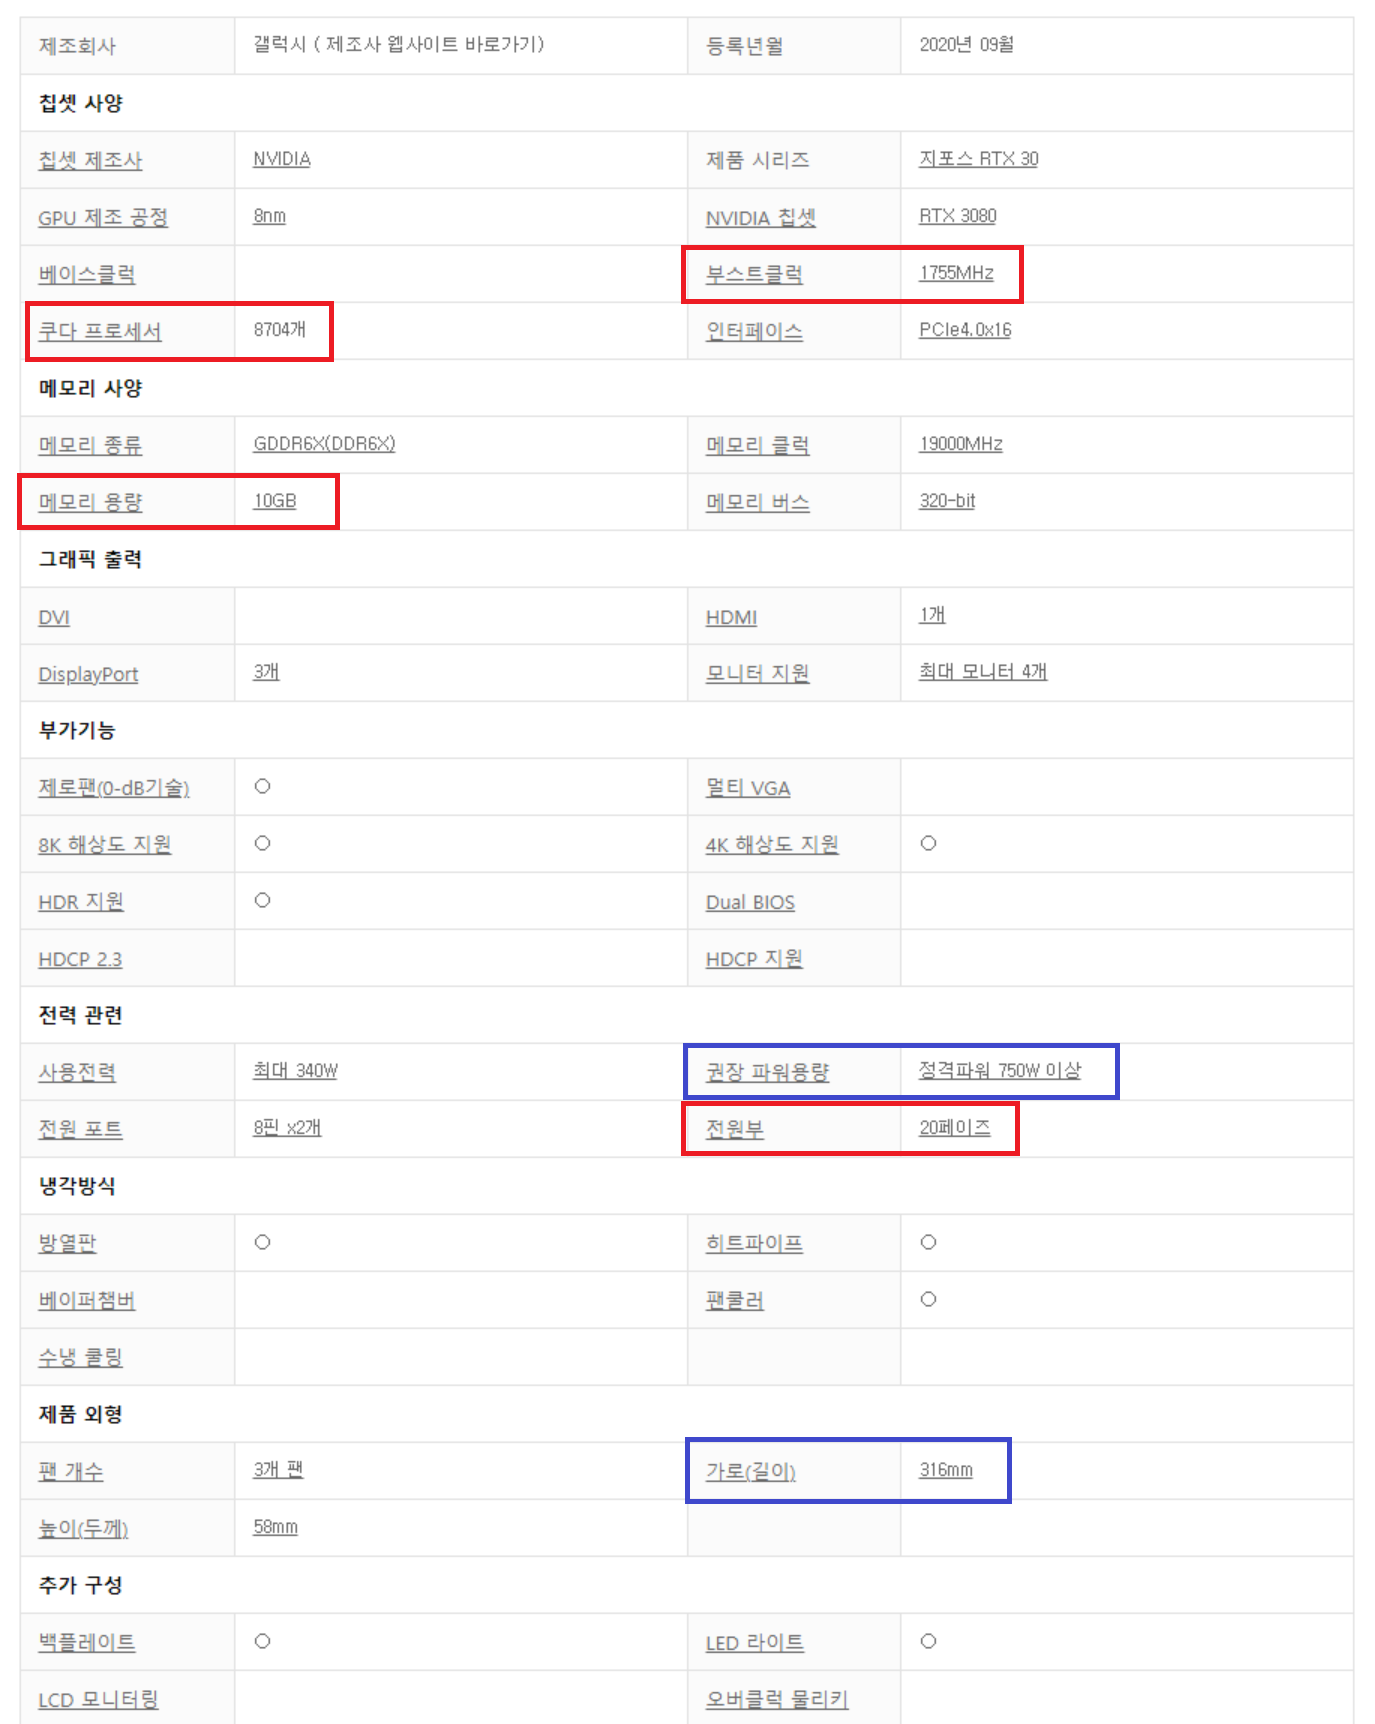 제조회사 갤럭시 ( 제조사 웹사이트 바로가기) 등록년월 2020년 09월
칩셋 사양
칩셋 제조사 NVIDIA 제품 시리즈 지포스 RTX 30
GPU 제조 공정 8nm NVIDIA 칩셋 RTX 3080
베이스클럭 부스트클럭 1755MHz
쿠다 프로세서 8704개 인터페이스 PCIe4.0x16
메모리 사양
메모리 종류 GDDR6X(DDR6X) 메모리 클럭 19000MHz
메모리 용량 10GB 메모리 버스 320-bit
그래픽 출력
DVI HDMI 1개
DisplayPort 3개 모니터 지원 최대 모니터 4개
부가기능
제로팬(0-dB기술) ○ 멀티 VGA
8K 해상도 지원 ○ 4K 해상도 지원 ○
HDR 지원 ○ Dual BIOS
HDCP 2.3 HDCP 지원
전력 관련
사용전력 최대 340W 권장 파워용량 정격파워 750W 이상
전원 포트 8핀 x2개 전원부 20페이즈
냉각방식
방열판 ○ 히트파이프 ○
베이퍼챔버 팬쿨러 ○
수냉 쿨링
제품 외형
팬 개수 3개 팬 가로(길이) 316mm
높이(두께) 58mm
추가 구성
백플레이트 ○ LED 라이트 ○
LCD 모니터링 오버클럭 물리키